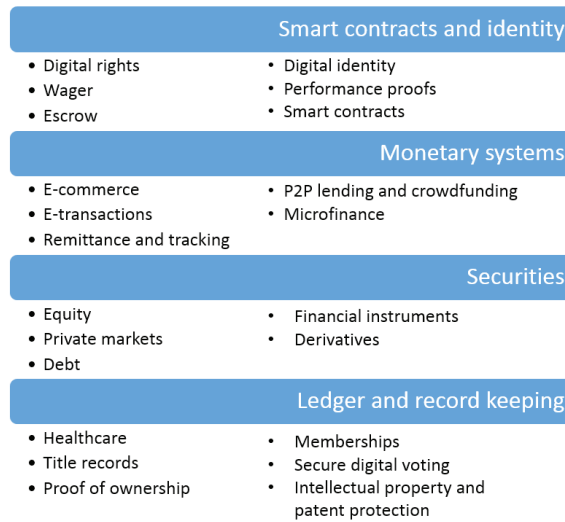 Smart contracts and identity
• Digital rights
• Wager
• Escrow
• Digital identity
• Performance proofs
• Smart contracts
Monetary systems
• E-commerce
• E-transactions
• Remittance and tracking
• P2P lending and crowdfunding
• Microfinance
Securities
• Equity
• Private markets
• Debt
• Financial instruments
• Derivatives
Ledger and record keeping
• Healthcare
• Title records
• Proof of ownership
• Memberships
• Secure digital voting
• Intellectual property and
patent protection